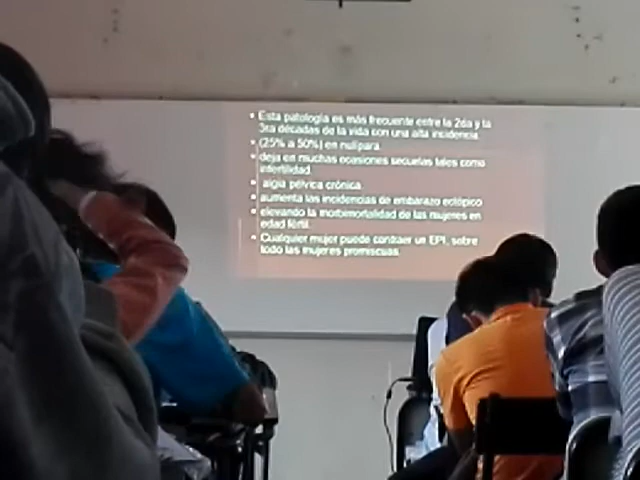 • Esta patología es más frecuente entre la 2da y la
3ra décadas de la vida con una alta incidencia
• (25% a 50%) en nulípara.
• deja en muchas ocasiones secuelas tales como
infertilidad.
• algia pélvica crónica.
• aumenta las incidencias de embarazo ectópico
• elevando la morbimortalidad de las mujeres en
edad fértil.
• Cualquier mujer puede contraer un EPI, sobre
todo las mujeres promiscuas.